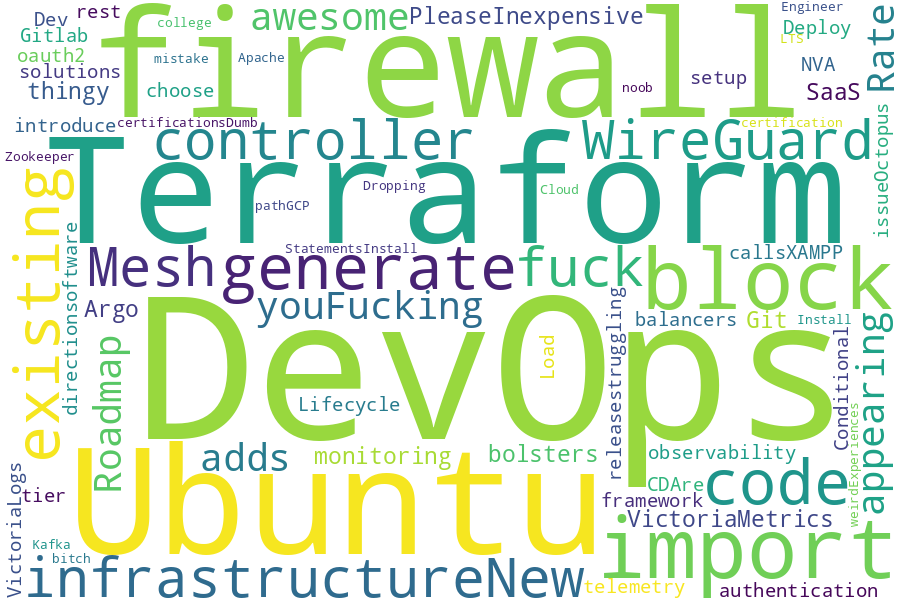 Dev
rest
college
awesome
PleaseInexpensive
Engineer
Gitlab
Deploy
LTS
Rate
oauth2
mistake
Apache
firewall
solutions
NVA
thingy
choose
noob
setup
SaaS
introduce
certificationsDumb
controller
WireGuard
certification
issueOctopus
Zookeeper
Terraform
existing
Dropping
Cloud
pathGCP
directionsoftware
StatementsInstall
Mesh
generate
fuck
block
callsXAMPP
Argo
youFucking
releasestruggling
balancers
Git
Install
Roadmap
DevOps
Load
Conditional
appearing
Lifecycle
weirdExperiences
adds
monitoring
bolsters
observability
VictoriaLogs
tier
Ubuntu
CDAre
code
framework
VictoriaMetrics
Kafka
bitch
import
infrastructureNew
telemetry
authentication